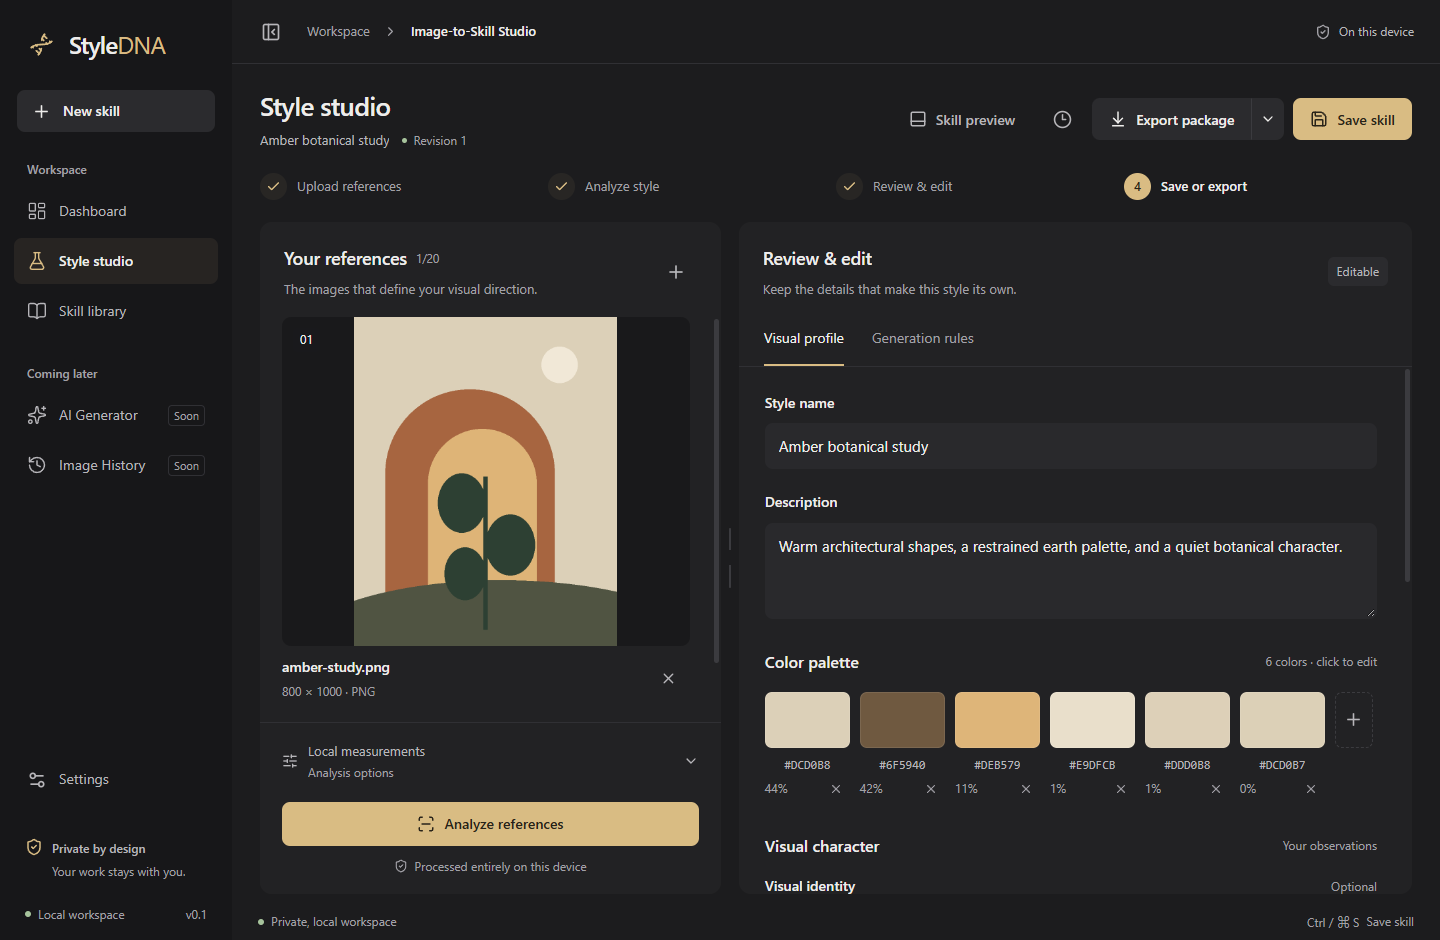 StyleDNA
New skill
Workspace
Dashboard
Style studio
Skill library
Coming later
AI Generator Soon
Image History Soon
Settings
Private by design
Your work stays with you.
Local workspace v0.1
Workspace > Image-to-Skill Studio
On this device
Style studio
Amber botanical study • Revision 1
Skill preview
Export package
Save skill
Upload references
Analyze style
Review & edit
4 Save or export
Your references 1/20
The images that define your visual direction.
01
amber-study.png
800 × 1000 · PNG
Local measurements
Analysis options
Analyze references
Processed entirely on this device
Review & edit
Keep the details that make this style its own.
Editable
Visual profile
Generation rules
Style name
Amber botanical study
Description
Warm architectural shapes, a restrained earth palette, and a quiet botanical character.
Color palette
6 colors · click to edit
#DCD0B8 #6F5940 #DEB579 #E9DFCB #DDD0B8 #DCD0B7
44% 42% 11% 1% 1% 0%
Visual character
Your observations
Visual identity
Optional
Private, local workspace
Ctrl / ⌘ S Save skill